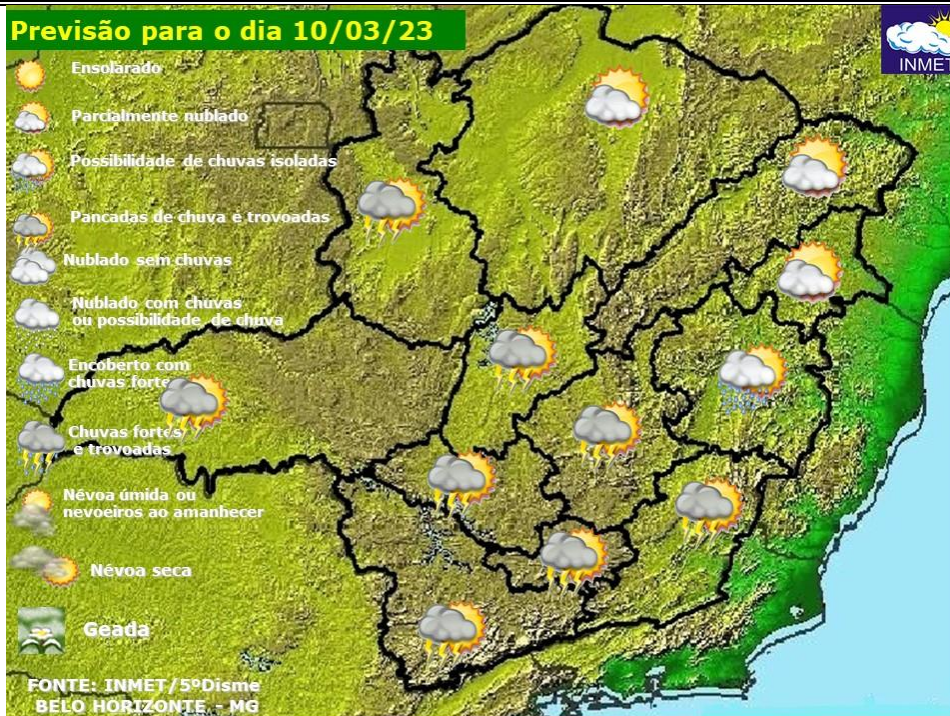 Previsão para o dia 10/03/23
INMET
Ensolarado
Parcialmente nublado
Possibilidade de chuvas isoladas
Pancadas de chuva e trovoadas
Nublado sem chuvas
Nublado com chuvas
ou possibilidade de chuva
Encoberto com
chuvas fortes
Chuvas fortes
e trovoadas
Névoa úmida ou
nevoeiros ao amanhecer
Névoa seca
Geada
FONTE: INMET/5ºDisme
BELO HORIZONTE - MG